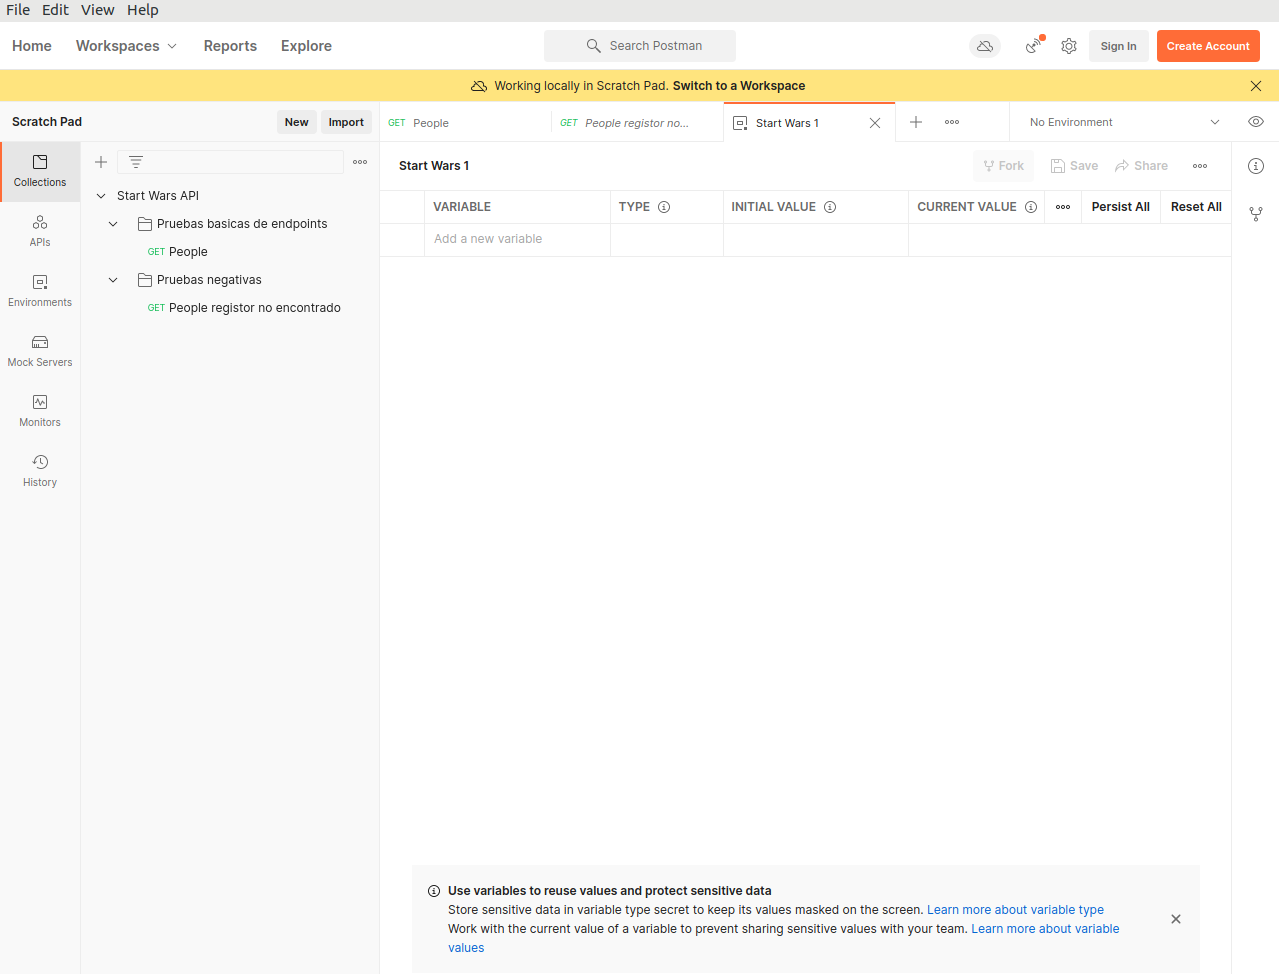 File Edit View Help
Home Workspaces Reports Explore Search Postman Sign In Create Account
Working locally in Scratch Pad. Switch to a Workspace
Scratch Pad New Import GET People GET People registor no... Start Wars 1 No Environment
Start Wars 1 Fork Save Share
Collections
APIs
Environments
Mock Servers
Monitors
History
Start Wars API
Pruebas basicas de endpoints
GET People
Pruebas negativas
GET People registor no encontrado
VARIABLE TYPE INITIAL VALUE CURRENT VALUE Persist All Reset All
Add a new variable
Use variables to reuse values and protect sensitive data
Store sensitive data in variable type secret to keep its values masked on the screen. Learn more about variable type
Work with the current value of a variable to prevent sharing sensitive values with your team. Learn more about variable
values